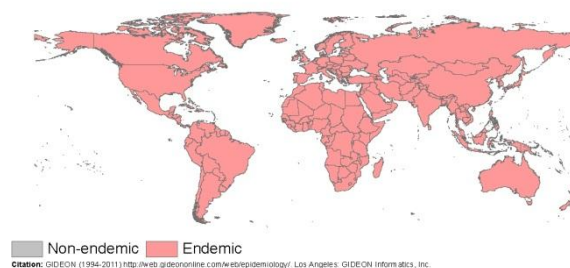 Non-endemic Endemic
Citation: GIDEON (1994-2011) http://web.gideononline.com/web/epidemiology/. Los Angeles: GIDEON Informatics, Inc.